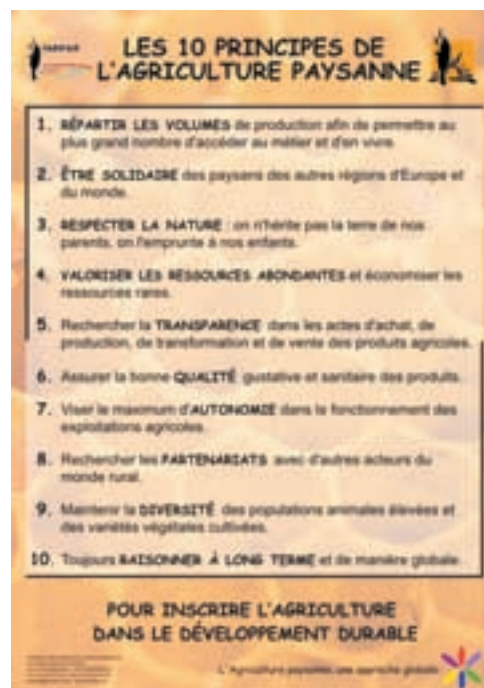 LES 10 PRINCIPES DE
L'AGRICULTURE PAYSANNE
1. RÉPARTIR LES VOLUMES de production afin de permettre au
plus grand nombre d'accéder au métier et d'en vivre.
2. ÊTRE SOLIDAIRE des paysans des autres régions d'Europe et
du monde.
3. RESPECTER LA NATURE : on n'hérite pas la terre de nos
parents, on l'emprunte à nos enfants.
4. VALORISER LES RESSOURCES ABONDANTES et économiser les
ressources rares.
5. Rechercher la TRANSPARENCE dans les actes d'achat, de
production, de transformation et de vente des produits agricoles.
6. Assurer la bonne QUALITÉ gustative et sanitaire des produits.
7. Viser le maximum d'AUTONOMIE dans le fonctionnement des
exploitations agricoles.
8. Rechercher les PARTENARIATS avec d'autres acteurs du
monde rural.
9. Maintenir la DIVERSITÉ des populations animales élevées et
des variétés végétales cultivées.
10. Toujours RAISONNER À LONG TERME et de manière globale.
POUR INSCRIRE L'AGRICULTURE
DANS LE DÉVELOPPEMENT DURABLE
L'Agriculture paysanne, une approche globale